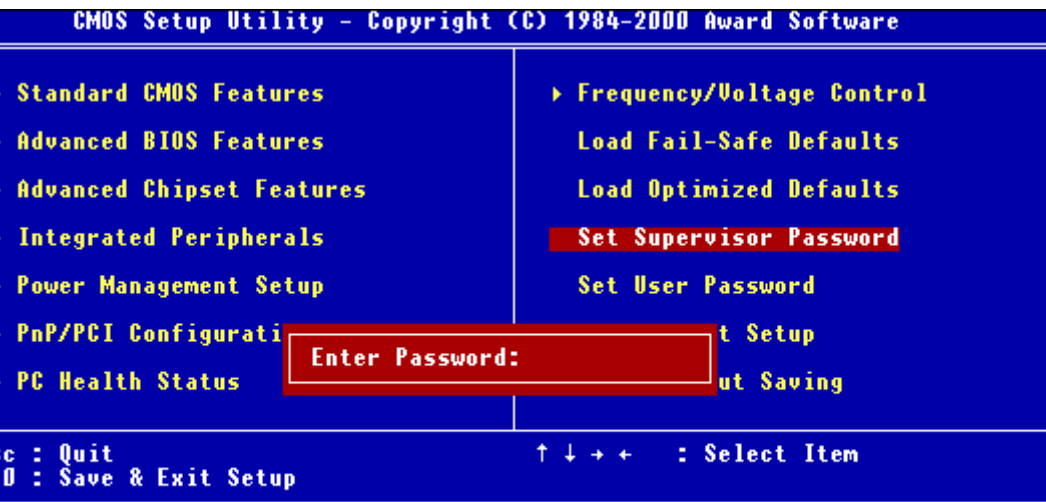 CMOS Setup Utility - Copyright (C) 1984-2000 Award Software
Standard CMOS Features
Advanced BIOS Features
Advanced Chipset Features
Integrated Peripherals
Power Management Setup
PnP/PCI Configurati
PC Health Status
Frequency/Voltage Control
Load Fail-Safe Defaults
Load Optimized Defaults
Set Supervisor Password
Set User Password
t Setup
ut Saving
Enter Password:
c : Quit
0 : Save & Exit Setup
↑ ↓ → ← : Select Item